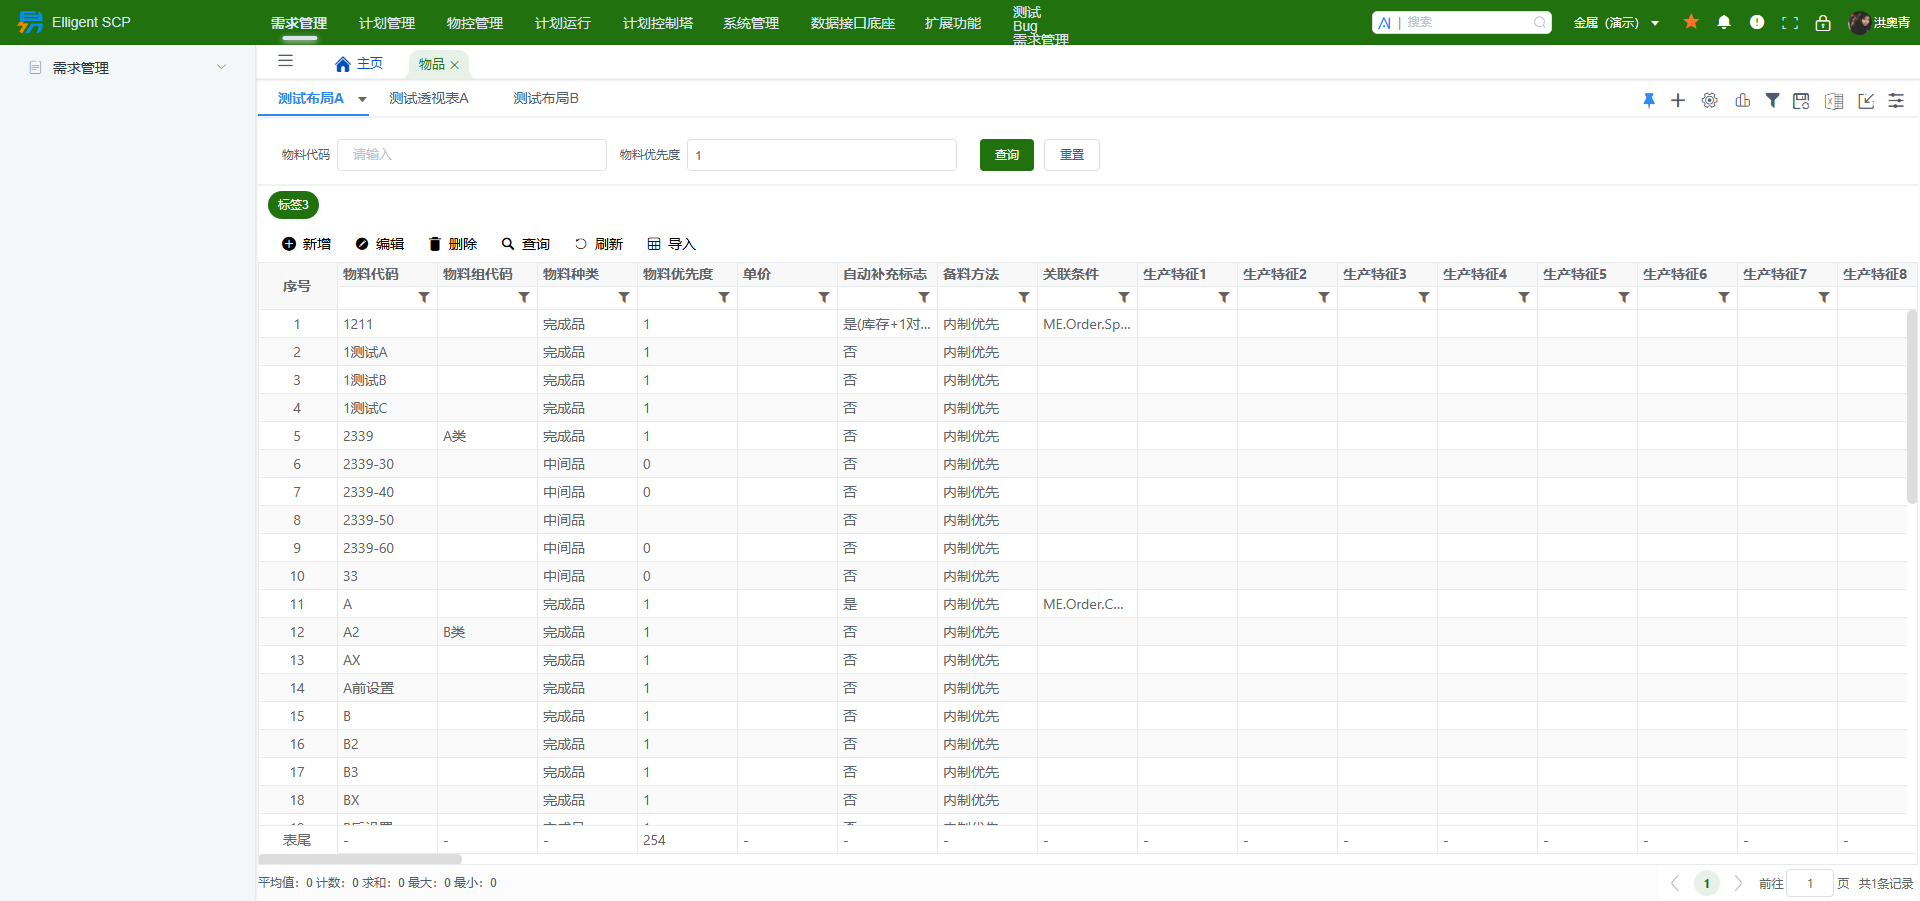 Elligent SCP
需求管理 计划管理 物控管理 计划运行 计划控制塔 系统管理 数据接口底座 扩展功能
测试
Bug
需求管理
搜索 金属（演示） 洪奥青
需求管理
主页 物品
测试布局A 测试透视表A 测试布局B
物料代码 请输入 物料优先度 1 查询 重置
标签3
新增 编辑 删除 查询 刷新 导入
序号 物料代码 物料组代码 物料种类 物料优先度 单价 自动补充标志 备料方法 关联条件 生产特征1 生产特征2 生产特征3 生产特征4 生产特征5 生产特征6 生产特征7 生产特征8
1 1211 完成品 1 是(库存+1对... 内制优先 ME.Order.Sp...
2 1测试A 完成品 1 否 内制优先
3 1测试B 完成品 1 否 内制优先
4 1测试C 完成品 1 否 内制优先
5 2339 A类 完成品 1 否 内制优先
6 2339-30 中间品 0 否 内制优先
7 2339-40 中间品 0 否 内制优先
8 2339-50 中间品 否 内制优先
9 2339-60 中间品 0 否 内制优先
10 33 中间品 0 否 内制优先
11 A 完成品 1 是 内制优先 ME.Order.C...
12 A2 B类 完成品 1 否 内制优先
13 AX 完成品 1 否 内制优先
14 A前设置 完成品 1 否 内制优先
15 B 完成品 1 否 内制优先
16 B2 完成品 1 否 内制优先
17 B3 完成品 1 否 内制优先
18 BX 完成品 1 否 内制优先
表尾 - - - 254 - - - - - - - - - - - -
平均值：0 计数：0 求和：0 最大：0 最小：0
1 前往 1 页 共1条记录